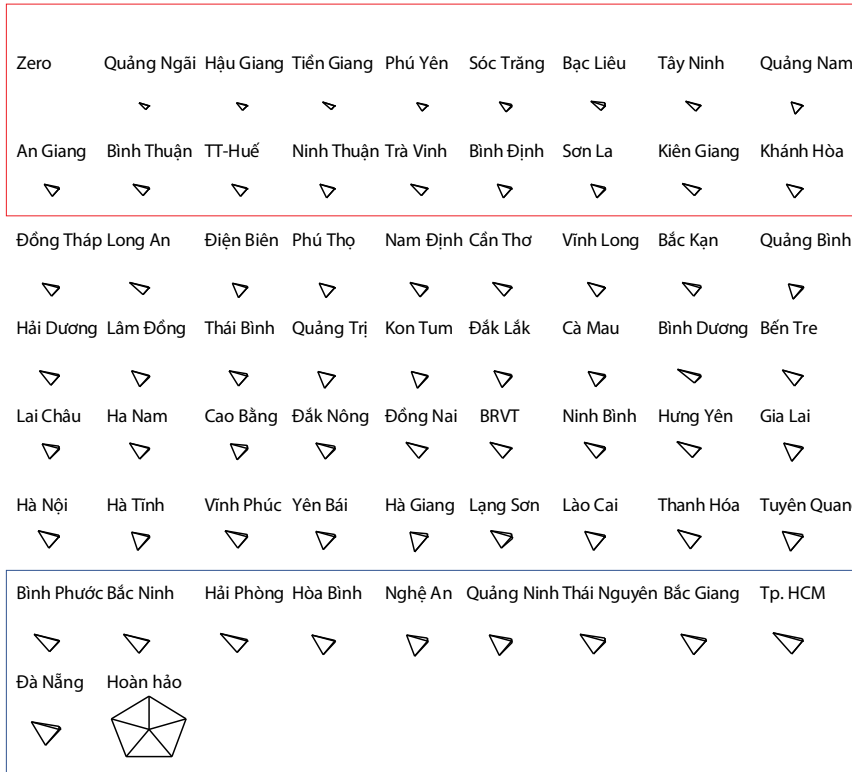 Zero Quảng Ngãi Hậu Giang Tiền Giang Phú Yên Sóc Trăng Bạc Liêu Tây Ninh Quảng Nam
An Giang Bình Thuận TT-Huế Ninh Thuận Trà Vinh Bình Định Sơn La Kiên Giang Khánh Hòa
Đồng Tháp Long An Điện Biên Phú Thọ Nam Định Cần Thơ Vĩnh Long Bắc Kạn Quảng Bình
Hải Dương Lâm Đồng Thái Bình Quảng Trị Kon Tum Đắk Lắk Cà Mau Bình Dương Bến Tre
Lai Châu Ha Nam Cao Bằng Đắk Nông Đồng Nai BRVT Ninh Bình Hưng Yên Gia Lai
Hà Nội Hà Tĩnh Vĩnh Phúc Yên Bái Hà Giang Lạng Sơn Lào Cai Thanh Hóa Tuyên Quan
Bình Phước Bắc Ninh Hải Phòng Hòa Bình Nghệ An Quảng Ninh Thái Nguyên Bắc Giang Tp. HCM
Đà Nẵng Hoàn hảo